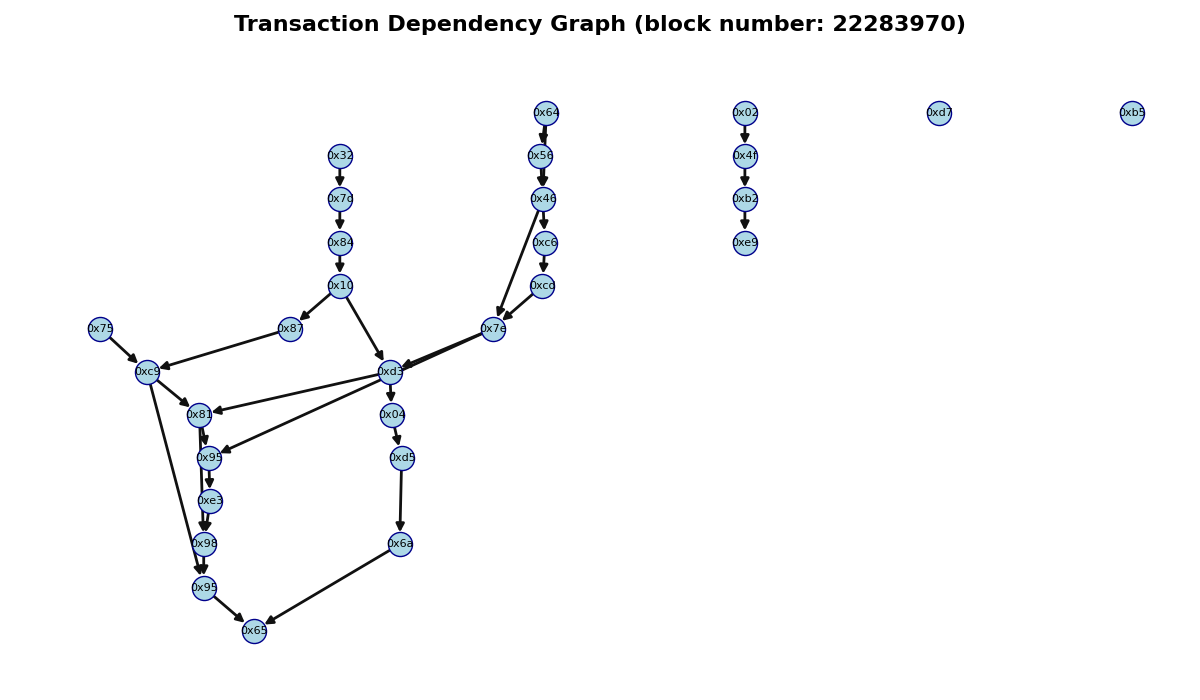 Transaction Dependency Graph (block number: 22283970)
0x64 0x02 0xd7 0xb5
0x32 0x56 0x4f
0x7d 0x46 0xb2
0x84 0xc6 0xe9
0x10 0xcd
0x75 0x87 0x7e
0xc9 0xd3
0x81 0x04
0x95 0xd5
0xe3
0x98 0x6a
0x95
0x65